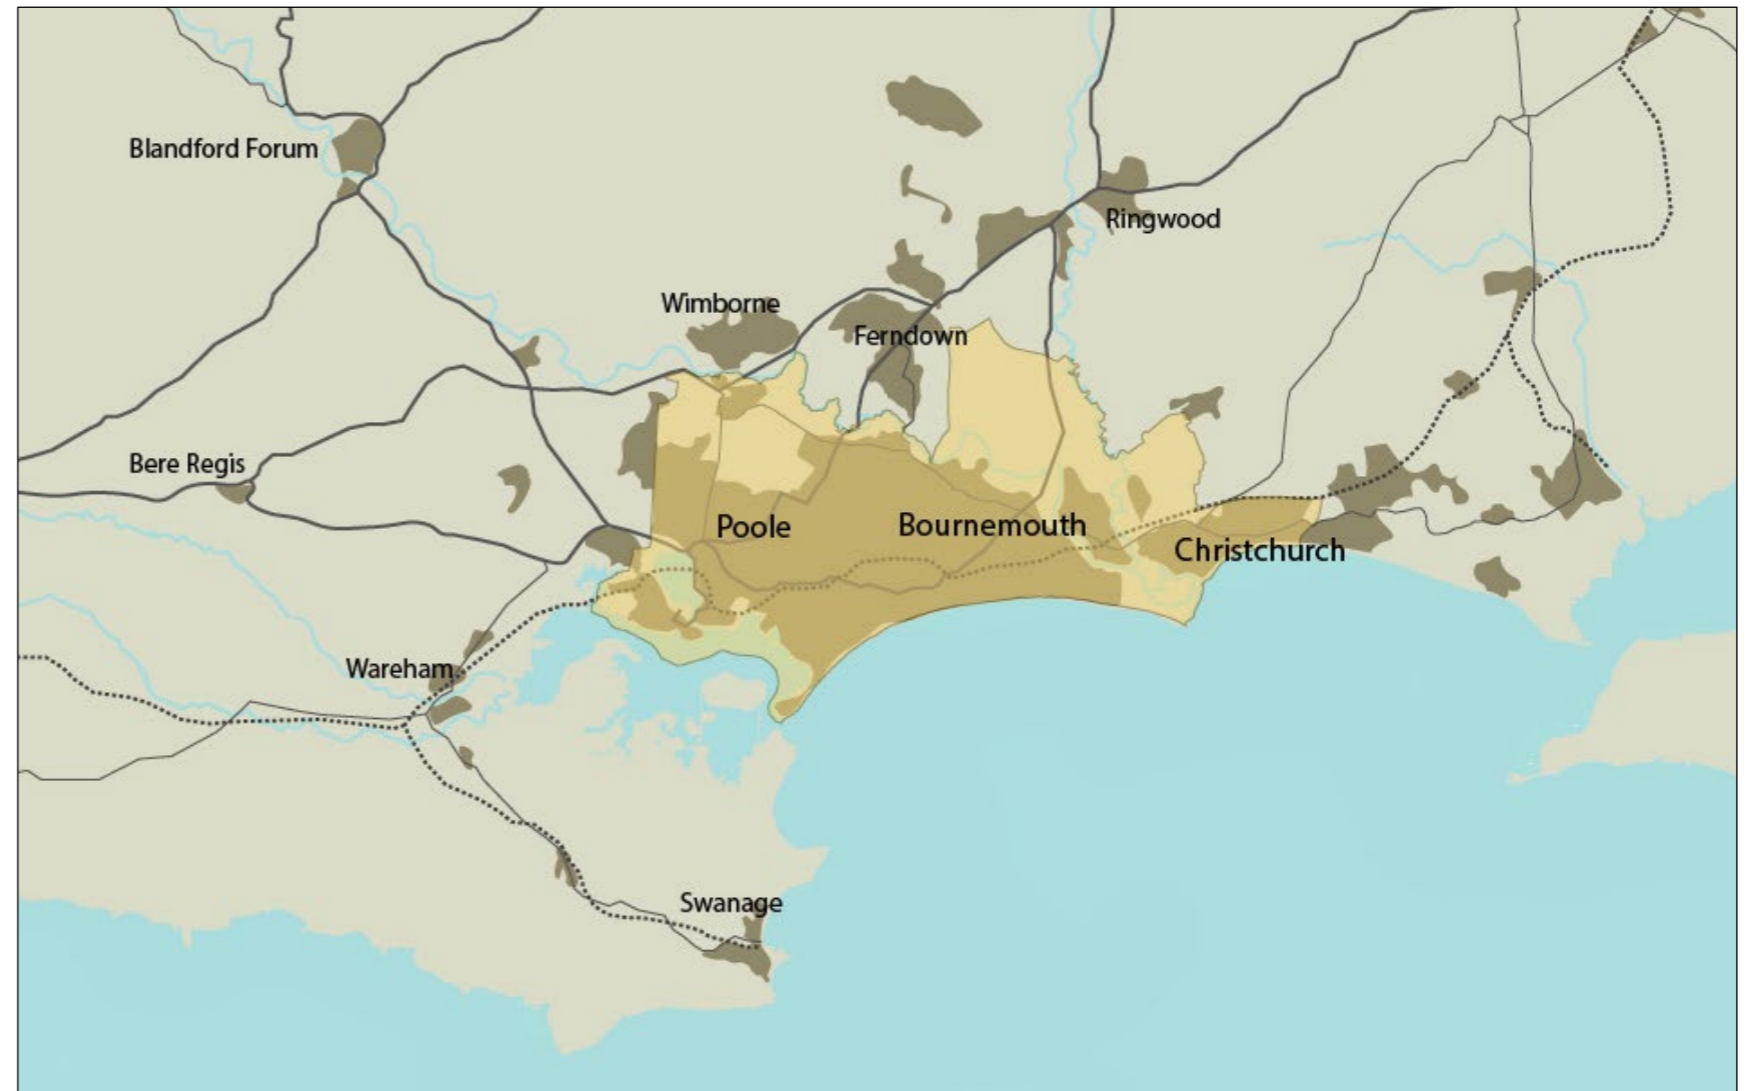 Blandford Forum
Ringwood
Wimborne
Ferndown
Bere Regis
Poole
Bournemouth
Christchurch
Wareham
Swanage